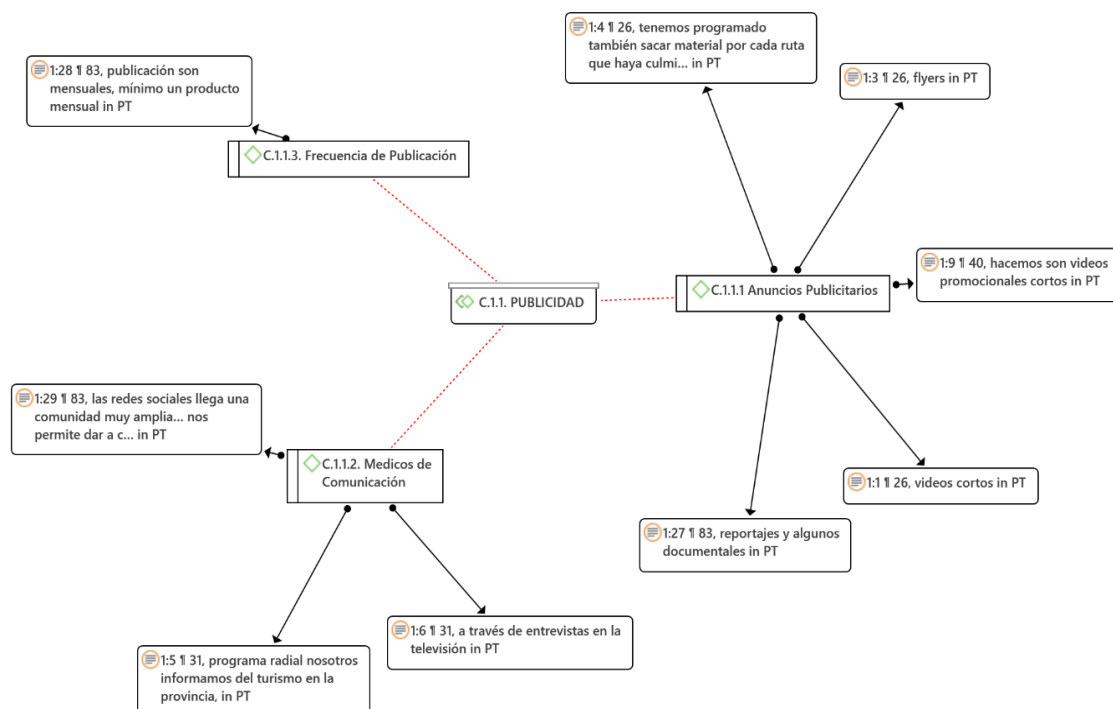 1:4 ¶ 26, tenemos programado
también sacar material por cada ruta
que haya culmi... in PT
1:28 ¶ 83, publicación son
mensuales, mínimo un producto
mensual in PT
1:3 ¶ 26, flyers in PT
C.1.1.3. Frecuencia de Publicación
1:9 ¶ 40, hacemos son videos
promocionales cortos in PT
C.1.1. PUBLICIDAD
C.1.1.1 Anuncios Publicitarios
1:29 ¶ 83, las redes sociales llega una
comunidad muy amplia... nos
permite dar a c... in PT
C.1.1.2. Medicos de
Comunicación
1:1 ¶ 26, videos cortos in PT
1:27 ¶ 83, reportajes y algunos
documentales in PT
1:6 ¶ 31, a través de entrevistas en la
televisión in PT
1:5 ¶ 31, programa radial nosotros
informamos del turismo en la
provincia, in PT